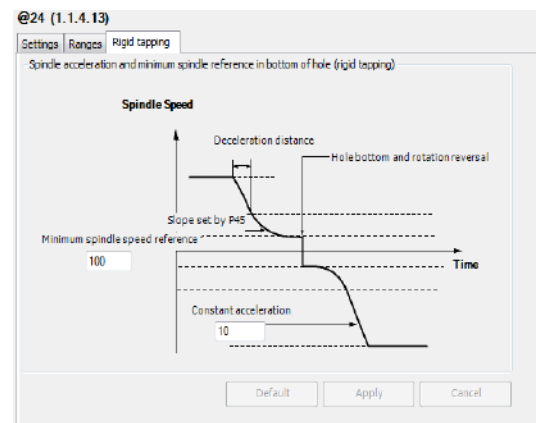 @24 (1.1.4.13)
Settings Ranges Rigid tapping
Spindle acceleration and minimum spindle reference in bottom of hole (rigid tapping)
Spindle Speed
Deceleration distance
Hole bottom and rotation reversal
Slope set by P45
Minimum spindle speed reference
100
Time
Constant acceleration
10
Default Apply Cancel